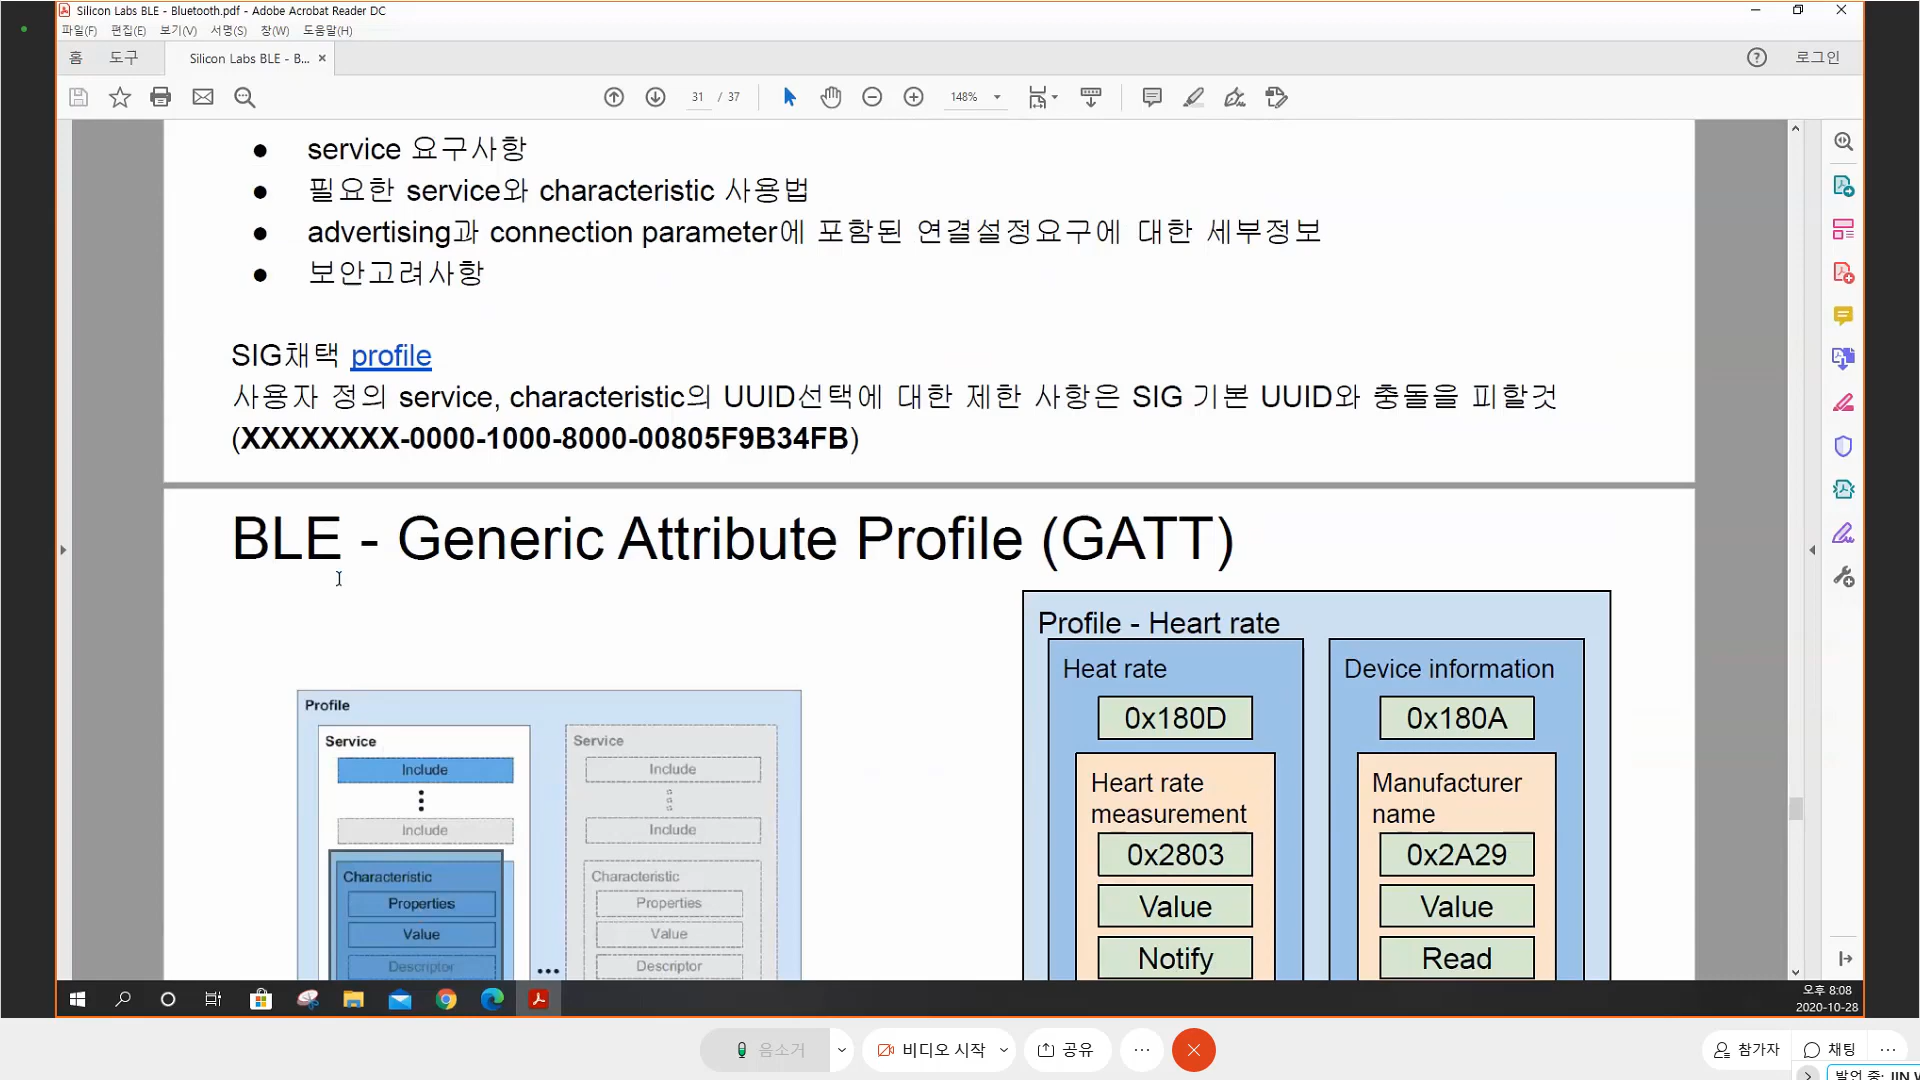 Silicon Labs BLE - Bluetooth.pdf - Adobe Acrobat Reader DC
파일(F) 편집(E) 보기(V) 서명(S) 창(W) 도움말(H)
홈 도구 Silicon Labs BLE - B... × 로그인
31 / 37 148%
● service 요구사항
● 필요한 service와 characteristic 사용법
● advertising과 connection parameter에 포함된 연결설정요구에 대한 세부정보
● 보안고려사항
SIG채택 profile
사용자 정의 service, characteristic의 UUID선택에 대한 제한 사항은 SIG 기본 UUID와 충돌을 피할것
(XXXXXXXX-0000-1000-8000-00805F9B34FB)
BLE - Generic Attribute Profile (GATT)
Profile
Service
Include
Include
Characteristic
Properties
Value
Descriptor
...
Service
Include
Include
Characteristic
Properties
Value
Descriptor
Profile - Heart rate
Heat rate
0x180D
Heart rate
measurement
0x2803
Value
Notify
Device information
0x180A
Manufacturer
name
0x2A29
Value
Read
오후 8:08
2020-10-28
음소거 비디오 시작 공유 ... 참가자 채팅 ...
발언 중: JIN